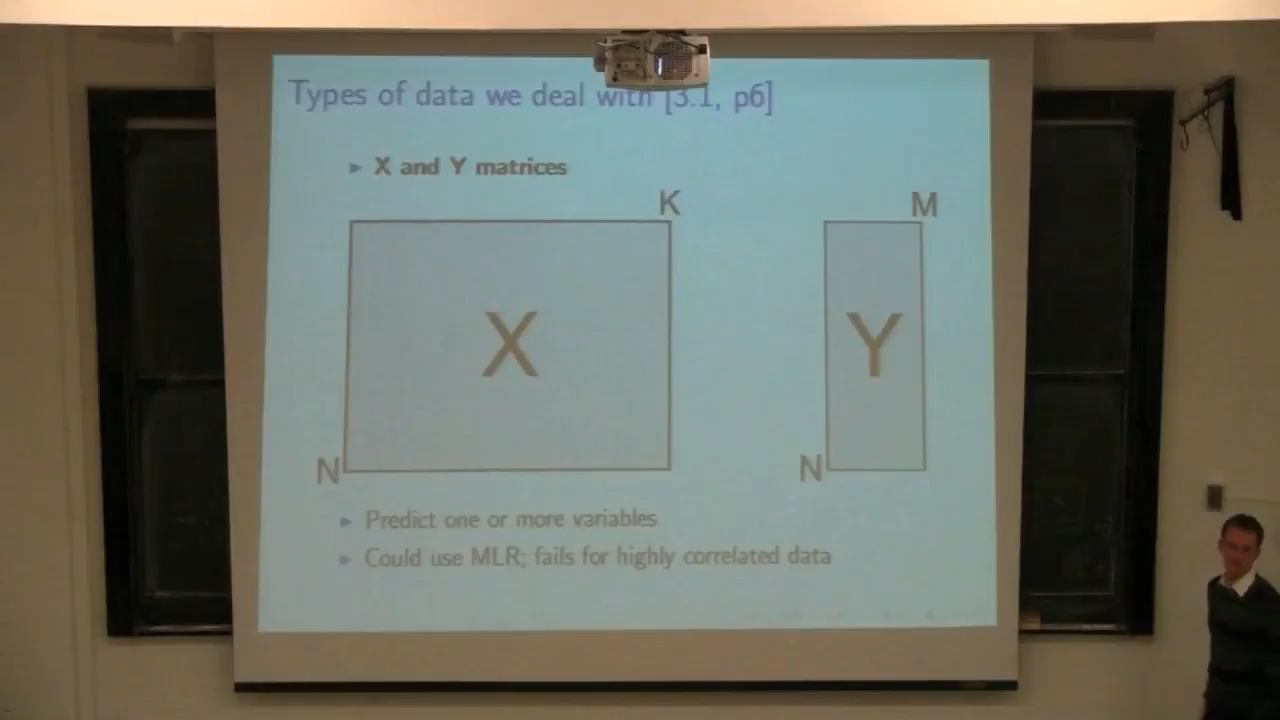 Types of data we deal with [3.1, p6]
► X and Y matrices
K
M
X
Y
N
N
► Predict one or more variables
► Could use MLR; fails for highly correlated data